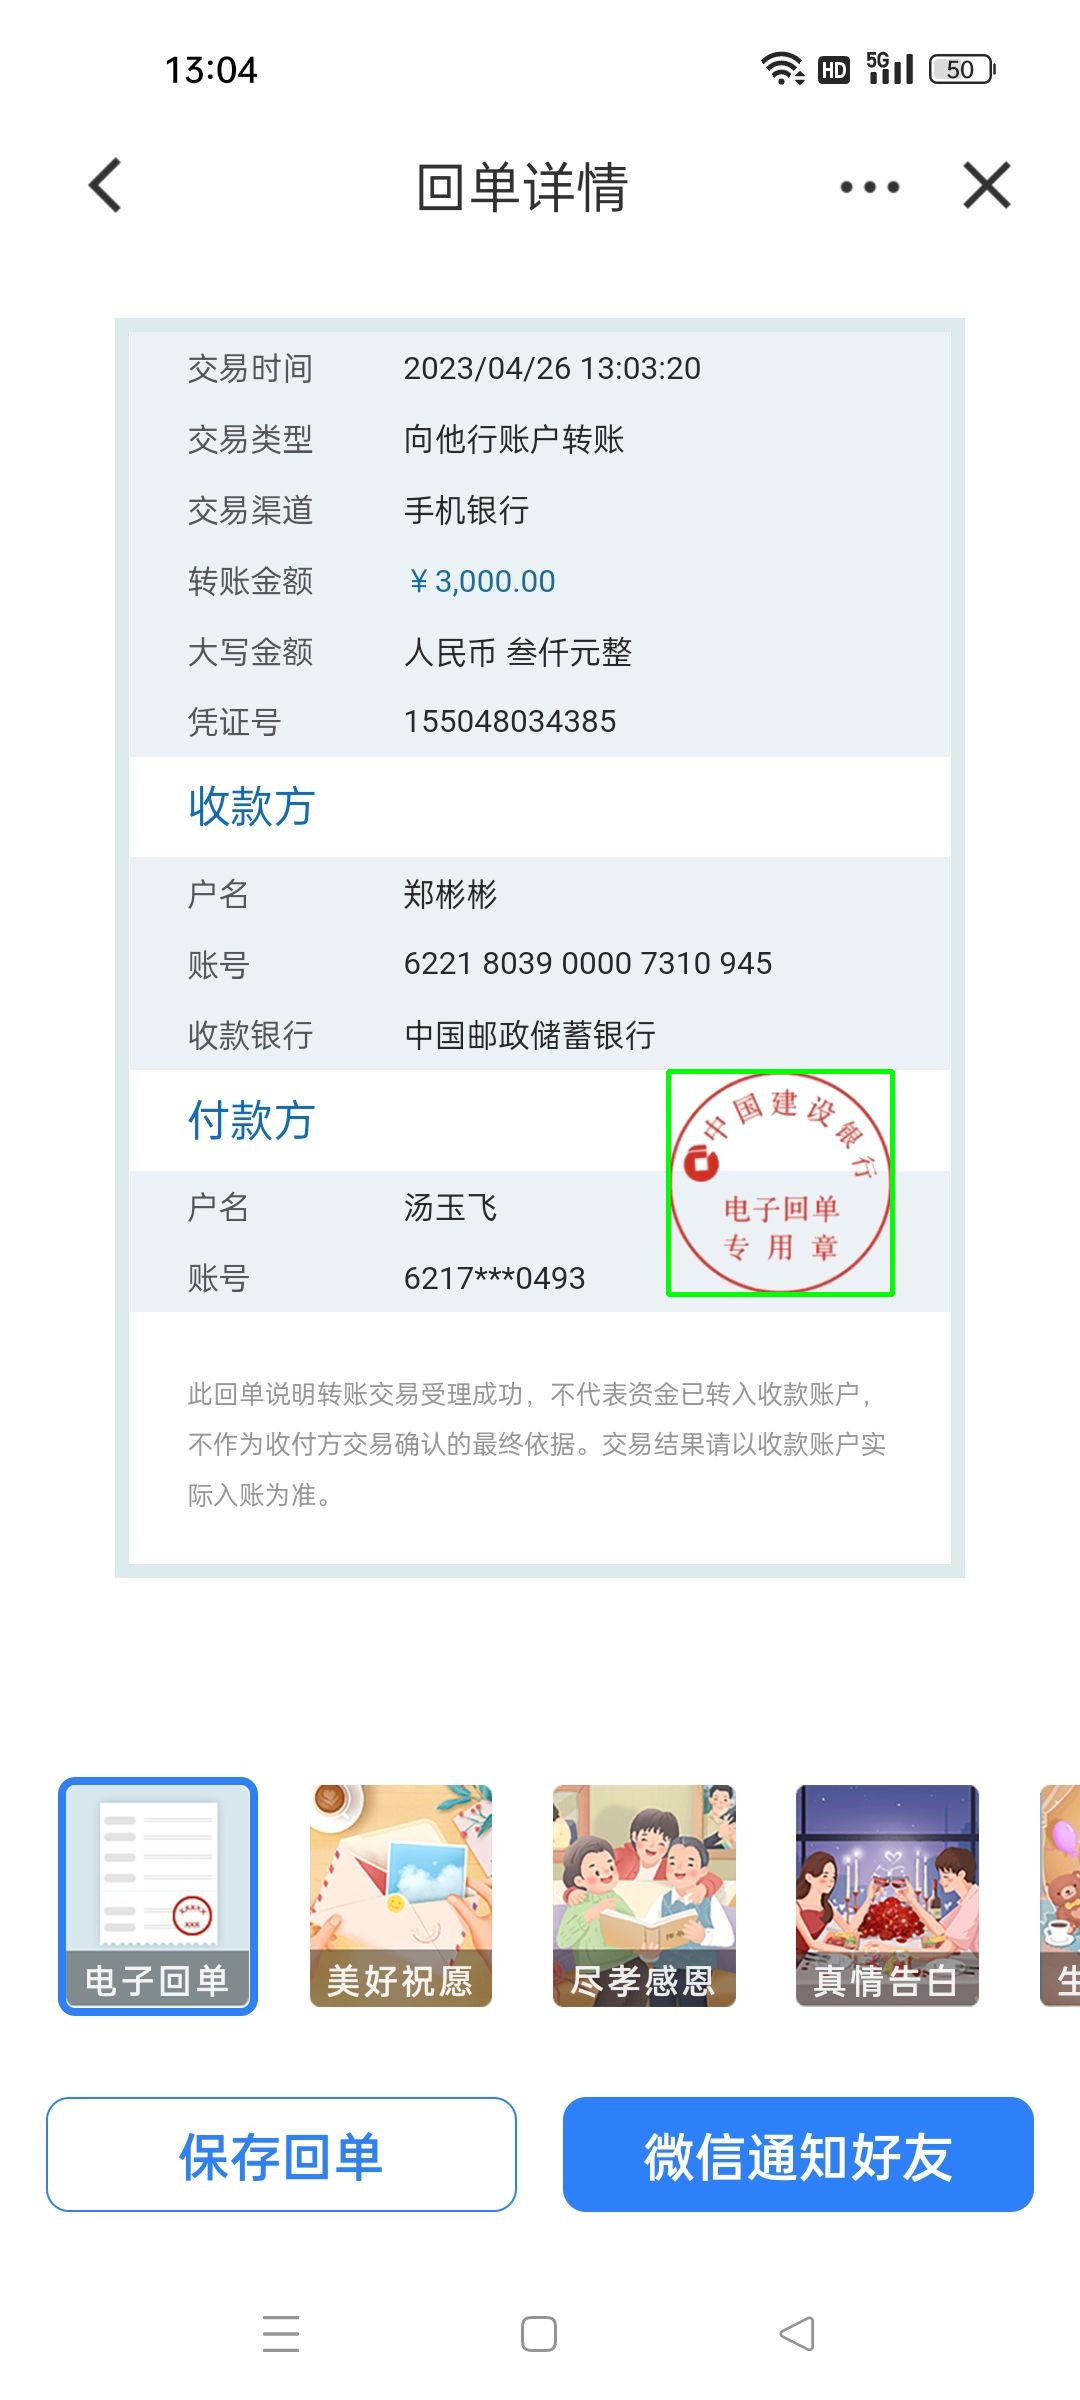 13:04 HD 5G 50
回单详情
交易时间 2023/04/26 13:03:20
交易类型 向他行账户转账
交易渠道 手机银行
转账金额 ¥3,000.00
大写金额 人民币 叁仟元整
凭证号 155048034385
收款方
户名 郑彬彬
账号 6221 8039 0000 7310 945
收款银行 中国邮政储蓄银行
付款方
中国建设银行
电子回单
专用章
户名 汤玉飞
账号 6217***0493
此回单说明转账交易受理成功，不代表资金已转入收款账户，
不作为收付方交易确认的最终依据。交易结果请以收款账户实
际入账为准。
电子回单 美好祝愿 尽孝感恩 真情告白 生
保存回单 微信通知好友